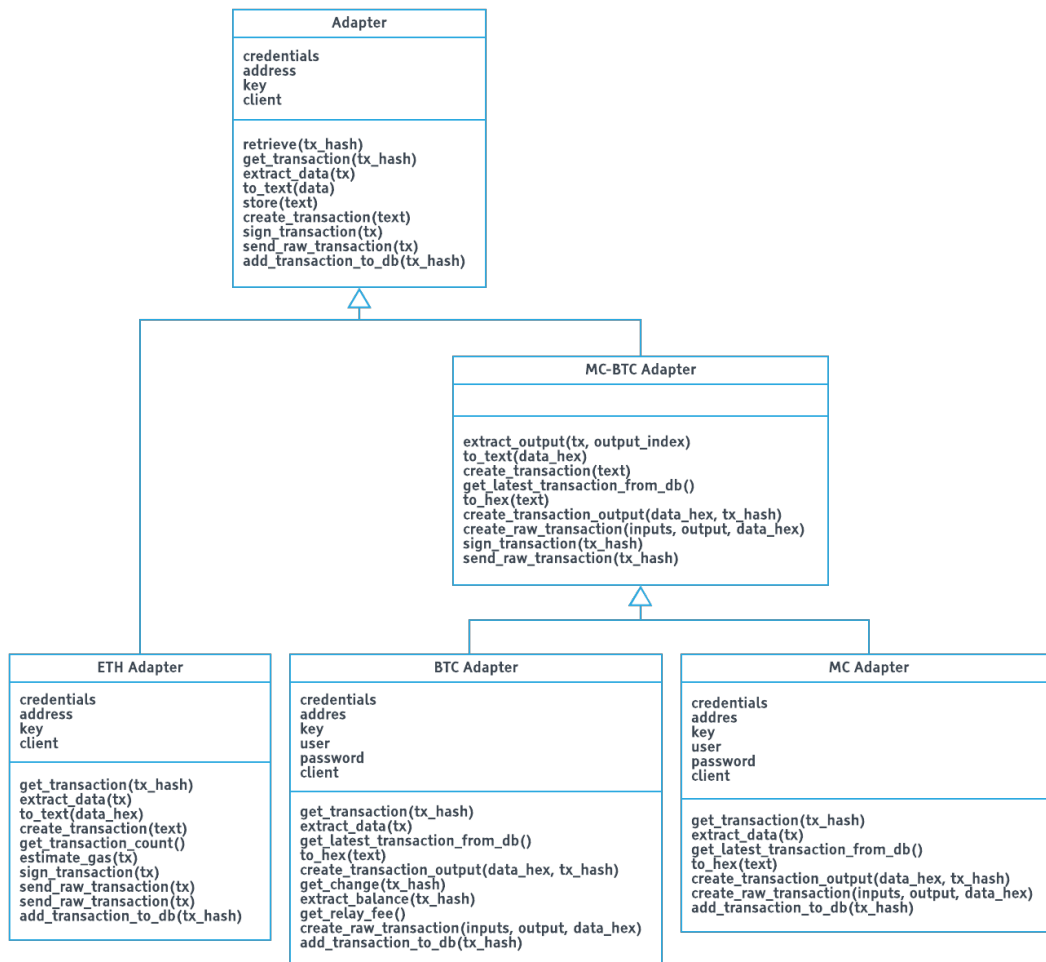 Adapter
credentials
address
key
client
retrieve(tx_hash)
get_transaction(tx_hash)
extract_data(tx)
to_text(data)
store(text)
create_transaction(text)
sign_transaction(tx)
send_raw_transaction(tx)
add_transaction_to_db(tx_hash)
MC-BTC Adapter
extract_output(tx, output_index)
to_text(data_hex)
create_transaction(text)
get_latest_transaction_from_db()
to_hex(text)
create_transaction_output(data_hex, tx_hash)
create_raw_transaction(inputs, output, data_hex)
sign_transaction(tx_hash)
send_raw_transaction(tx_hash)
ETH Adapter
credentials
address
key
client
get_transaction(tx_hash)
extract_data(tx)
to_text(data_hex)
create_transaction(text)
get_transaction_count()
estimate_gas(tx)
sign_transaction(tx)
send_raw_transaction(tx)
send_raw_transaction(tx)
add_transaction_to_db(tx_hash)
BTC Adapter
credentials
addres
key
user
password
client
get_transaction(tx_hash)
extract_data(tx)
get_latest_transaction_from_db()
to_hex(text)
create_transaction_output(data_hex, tx_hash)
get_change(tx_hash)
extract_balance(tx_hash)
get_relay_fee()
create_raw_transaction(inputs, output, data_hex)
add_transaction_to_db(tx_hash)
MC Adapter
credentials
addres
key
user
password
client
get_transaction(tx_hash)
extract_data(tx)
get_latest_transaction_from_db()
to_hex(text)
create_transaction_output(data_hex, tx_hash)
create_raw_transaction(inputs, output, data_hex)
add_transaction_to_db(tx_hash)